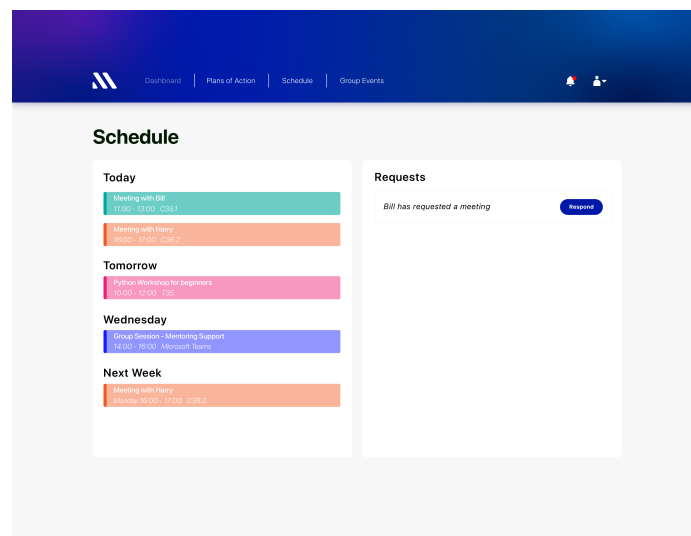 Dashboard
Plans of Action
Schedule
Group Events
Schedule
Today
Meeting with Bill
11:00 - 13:00 C35.1
Meeting with Harry
16:00 - 17:00 C36.2
Tomorrow
Python Workshop for beginners
10:00 - 12:00 T35
Wednesday
Group Session - Mentoring Support
14:00 - 16:00 Microsoft Teams
Next Week
Meeting with Harry
Monday 16:00 - 17:00 C36.2
Requests
Bill has requested a meeting
Respond